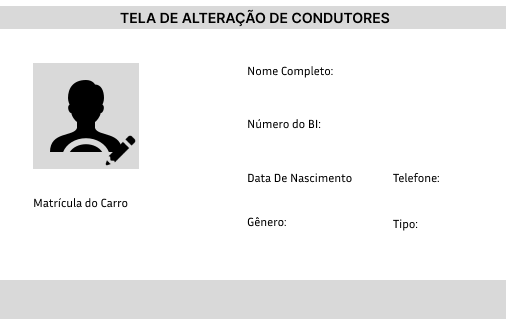 TELA DE ALTERAÇÃO DE CONDUTORES
Nome Completo:
Número do BI:
Data De Nascimento
Telefone:
Matrícula do Carro
Gênero:
Tipo: